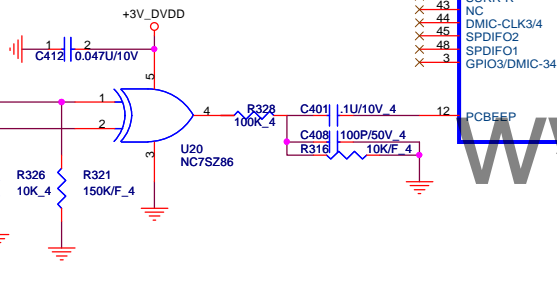 +3V_DVDD
1 2
C412 0.047U/10V
5
1
2
4
3
U20
NC7SZ86
R326
10K_4
R321
150K/F_4
R328
100K_4
C401 .1U/10V_4
C408 100P/50V_4
R316 10K/F_4
12 PCBEEP
43 NC
44 DMIC-CLK3/4
45 SPDIFO2
48 SPDIFO1
3 GPIO3/DMIC-34
W